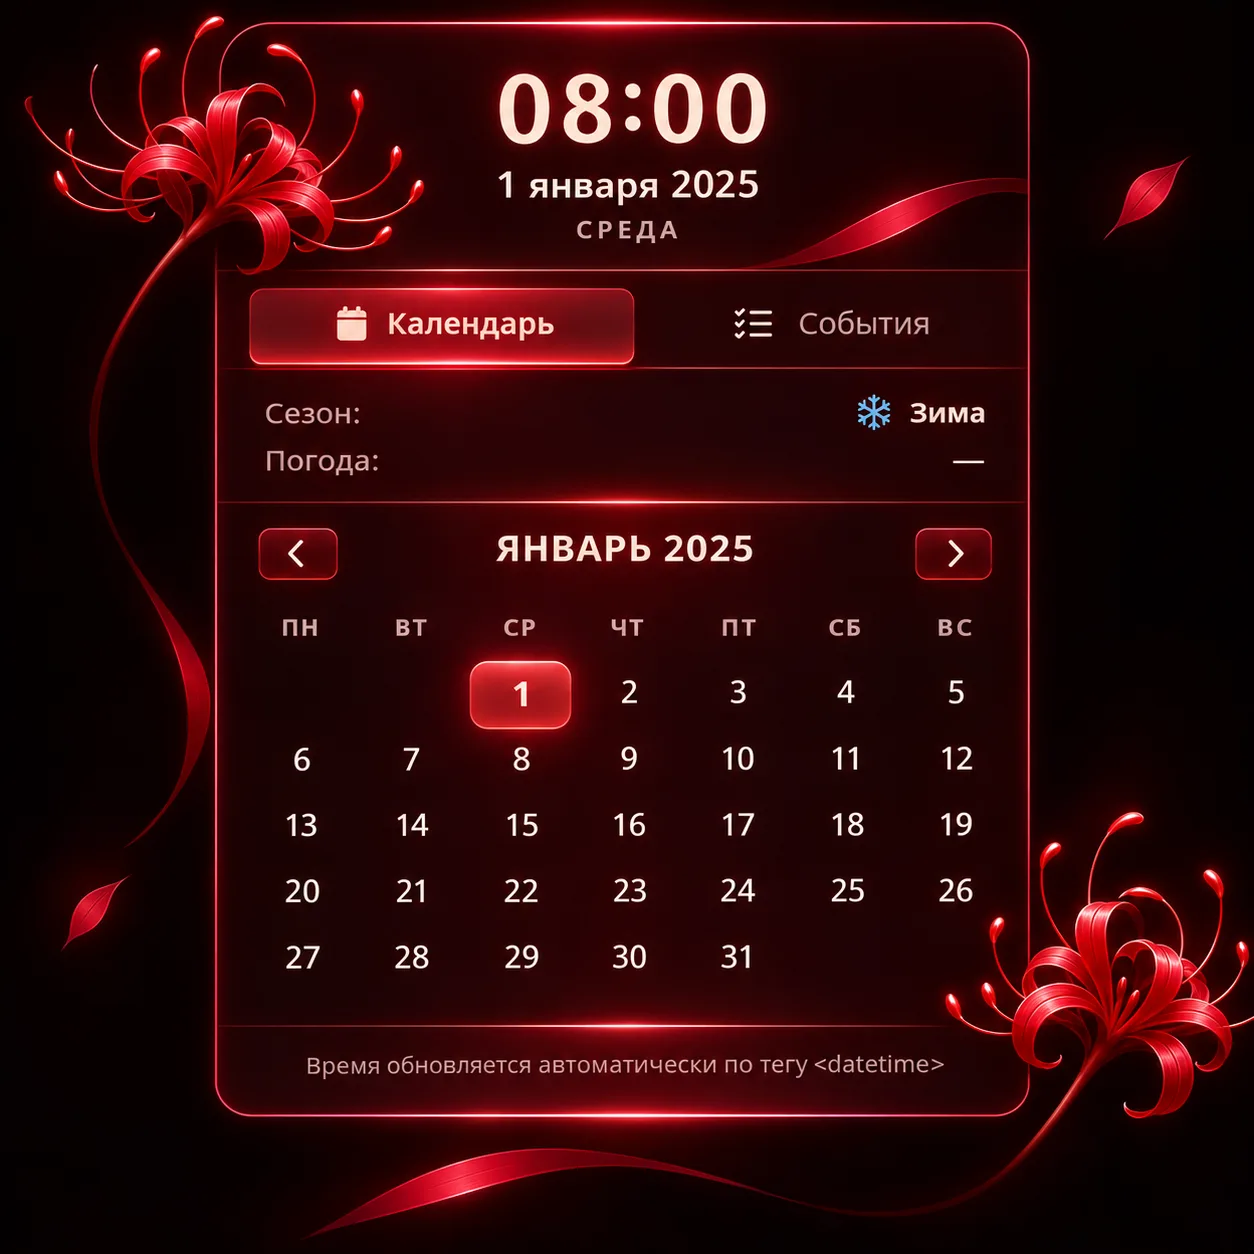 08:00
1 января 2025
СРЕДА
Календарь События
Сезон: Зима
Погода: —
ЯНВАРЬ 2025
ПН ВТ СР ЧТ ПТ СБ ВС
1 2 3 4 5
6 7 8 9 10 11 12
13 14 15 16 17 18 19
20 21 22 23 24 25 26
27 28 29 30 31
Время обновляется автоматически по тегу <datetime>